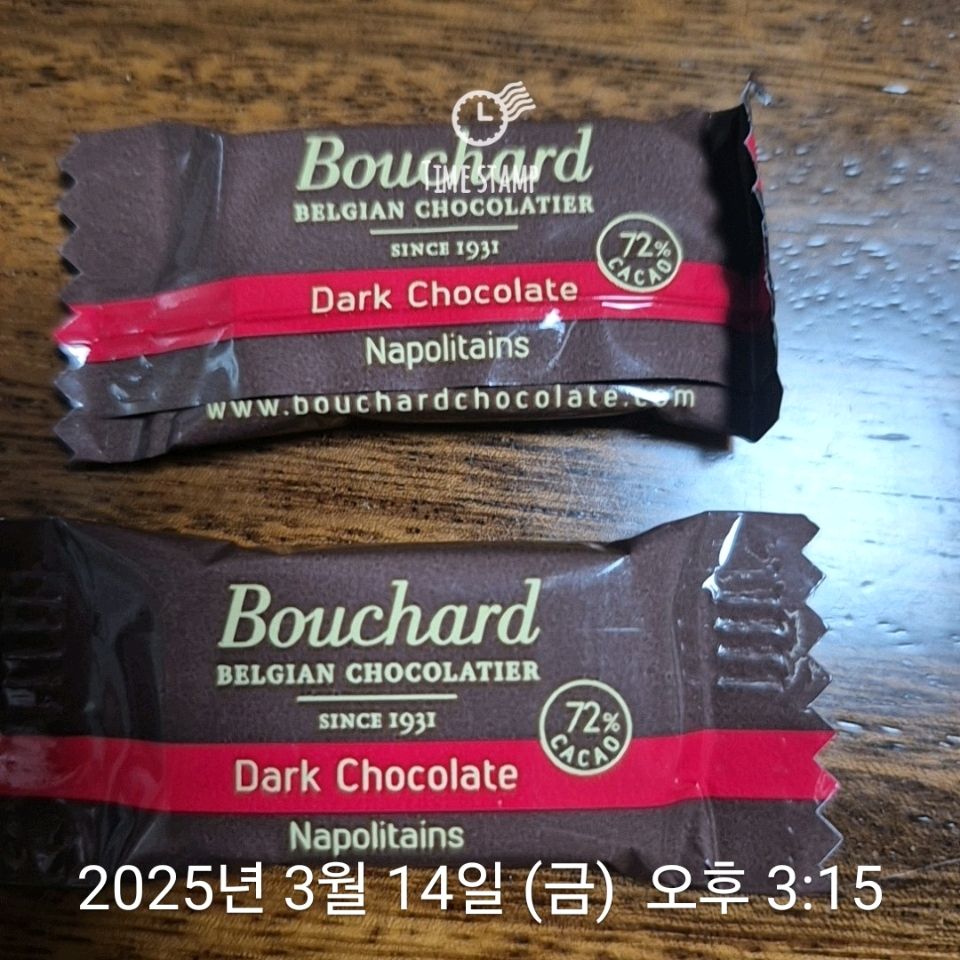 Bouchard
TIME STAMP
BELGIAN CHOCOLATIER
SINCE 1931
72%
CACAO
Dark Chocolate
Napolitains
www.bouchardchocolate.com
Bouchard
BELGIAN CHOCOLATIER
SINCE 1931
72%
CACAO
Dark Chocolate
Napolitains
2025년 3월 14일 (금) 오후 3:15